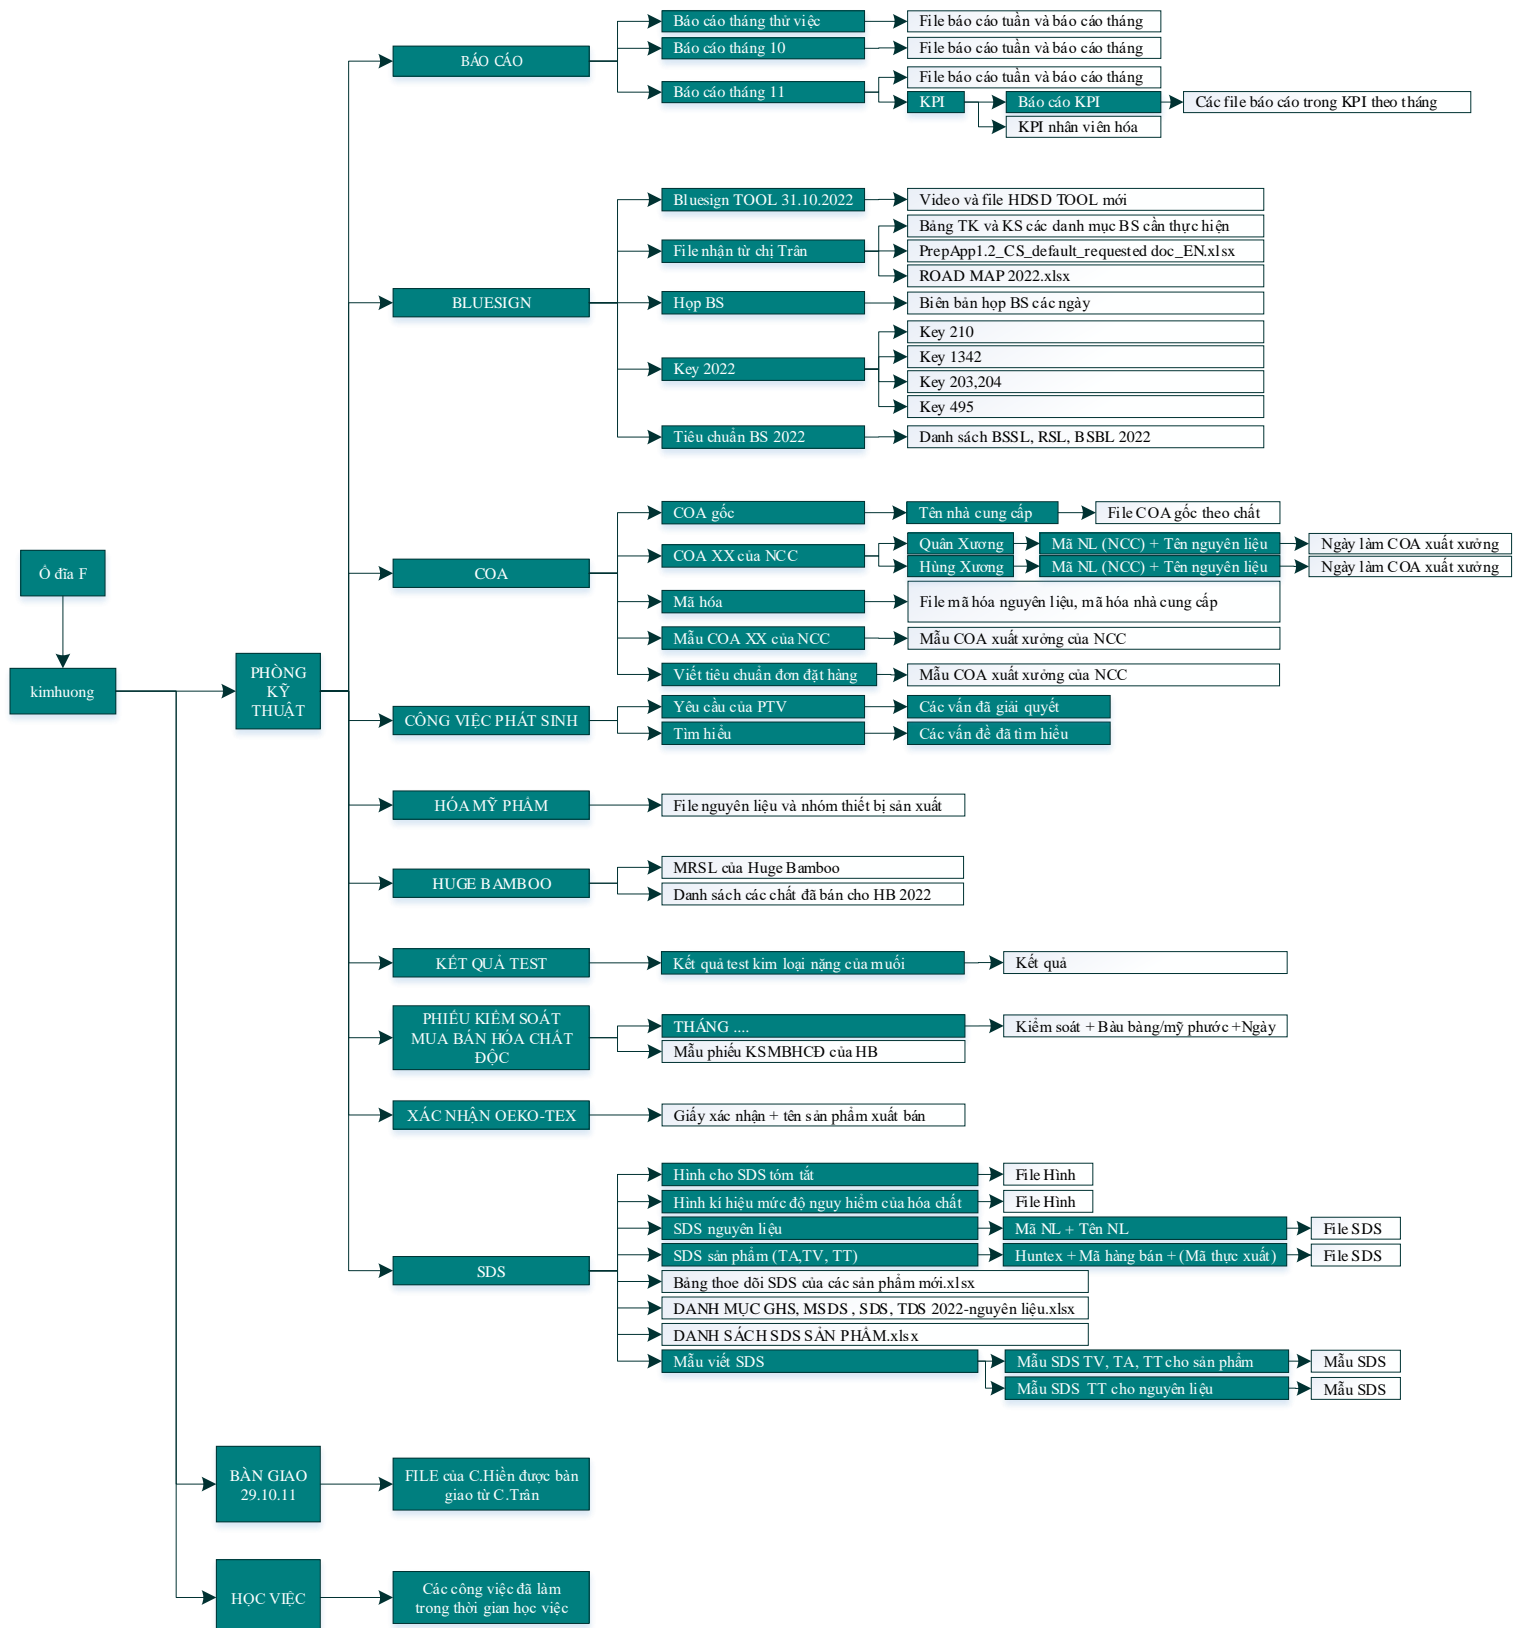 Báo cáo tháng thử việc
File báo cáo tuần và báo cáo tháng
Báo cáo tháng 10
File báo cáo tuần và báo cáo tháng
BÁO CÁO
File báo cáo tuần và báo cáo tháng
Báo cáo tháng 11
KPI
Báo cáo KPI
Các file báo cáo trong KPI theo tháng
KPI nhân viên hóa
Bluesign TOOL 31.10.2022
Video và file HDSD TOOL mới
Bảng TK và KS các danh mục BS cần thực hiện
File nhận từ chị Trân
PrepApp1.2_CS_default_requested doc_EN.xlsx
ROAD MAP 2022.xlsx
BLUESIGN
Họp BS
Biên bản họp BS các ngày
Key 210
Key 1342
Key 2022
Key 203,204
Key 495
Tiêu chuẩn BS 2022
Danh sách BSSL, RSL, BSBL 2022
COA gốc
Tên nhà cung cấp
File COA gốc theo chất
COA XX của NCC
Quân Xương
Mã NL (NCC) + Tên nguyên liệu
Ngày làm COA xuất xưởng
Hùng Xương
Mã NL (NCC) + Tên nguyên liệu
Ngày làm COA xuất xưởng
Ổ đĩa F
COA
Mã hóa
File mã hóa nguyên liệu, mã hóa nhà cung cấp
Mẫu COA XX của NCC
Mẫu COA xuất xưởng của NCC
Viết tiêu chuẩn đơn đặt hàng
Mẫu COA xuất xưởng của NCC
kimhuong
PHÒNG
KỸ
THUẬT
Yêu cầu của PTV
Các vấn đã giải quyết
CÔNG VIỆC PHÁT SINH
Tìm hiểu
Các vấn đề đã tìm hiểu
HÓA MỸ PHẨM
File nguyên liệu và nhóm thiết bị sản xuất
MRSL của Huge Bamboo
HUGE BAMBOO
Danh sách các chất đã bán cho HB 2022
KẾT QUẢ TEST
Kết quả test kim loại nặng của muối
Kết quả
PHIẾU KIỂM SOÁT
MUA BÁN HÓA CHẤT
ĐỘC
THÁNG ....
Kiểm soát + Bàu bàng/mỹ phước +Ngày
Mẫu phiếu KSMBHCĐ của HB
XÁC NHẬN OEKO-TEX
Giấy xác nhận + tên sản phẩm xuất bán
Hình cho SDS tóm tắt
File Hình
Hình kí hiệu mức độ nguy hiểm của hóa chất
File Hình
SDS nguyên liệu
Mã NL + Tên NL
File SDS
SDS sản phẩm (TA,TV, TT)
Huntex + Mã hàng bán + (Mã thực xuất)
File SDS
SDS
Bảng thoe dõi SDS của các sản phẩm mới.xlsx
DANH MỤC GHS, MSDS , SDS, TDS 2022-nguyên liệu.xlsx
DANH SÁCH SDS SẢN PHẨM.xlsx
Mẫu viết SDS
Mẫu SDS TV, TA, TT cho sản phẩm
Mẫu SDS
Mẫu SDS TT cho nguyên liệu
Mẫu SDS
BÀN GIAO
29.10.11
FILE của C.Hiền được bàn
giao từ C.Trân
HỌC VIỆC
Các công việc đã làm
trong thời gian học việc